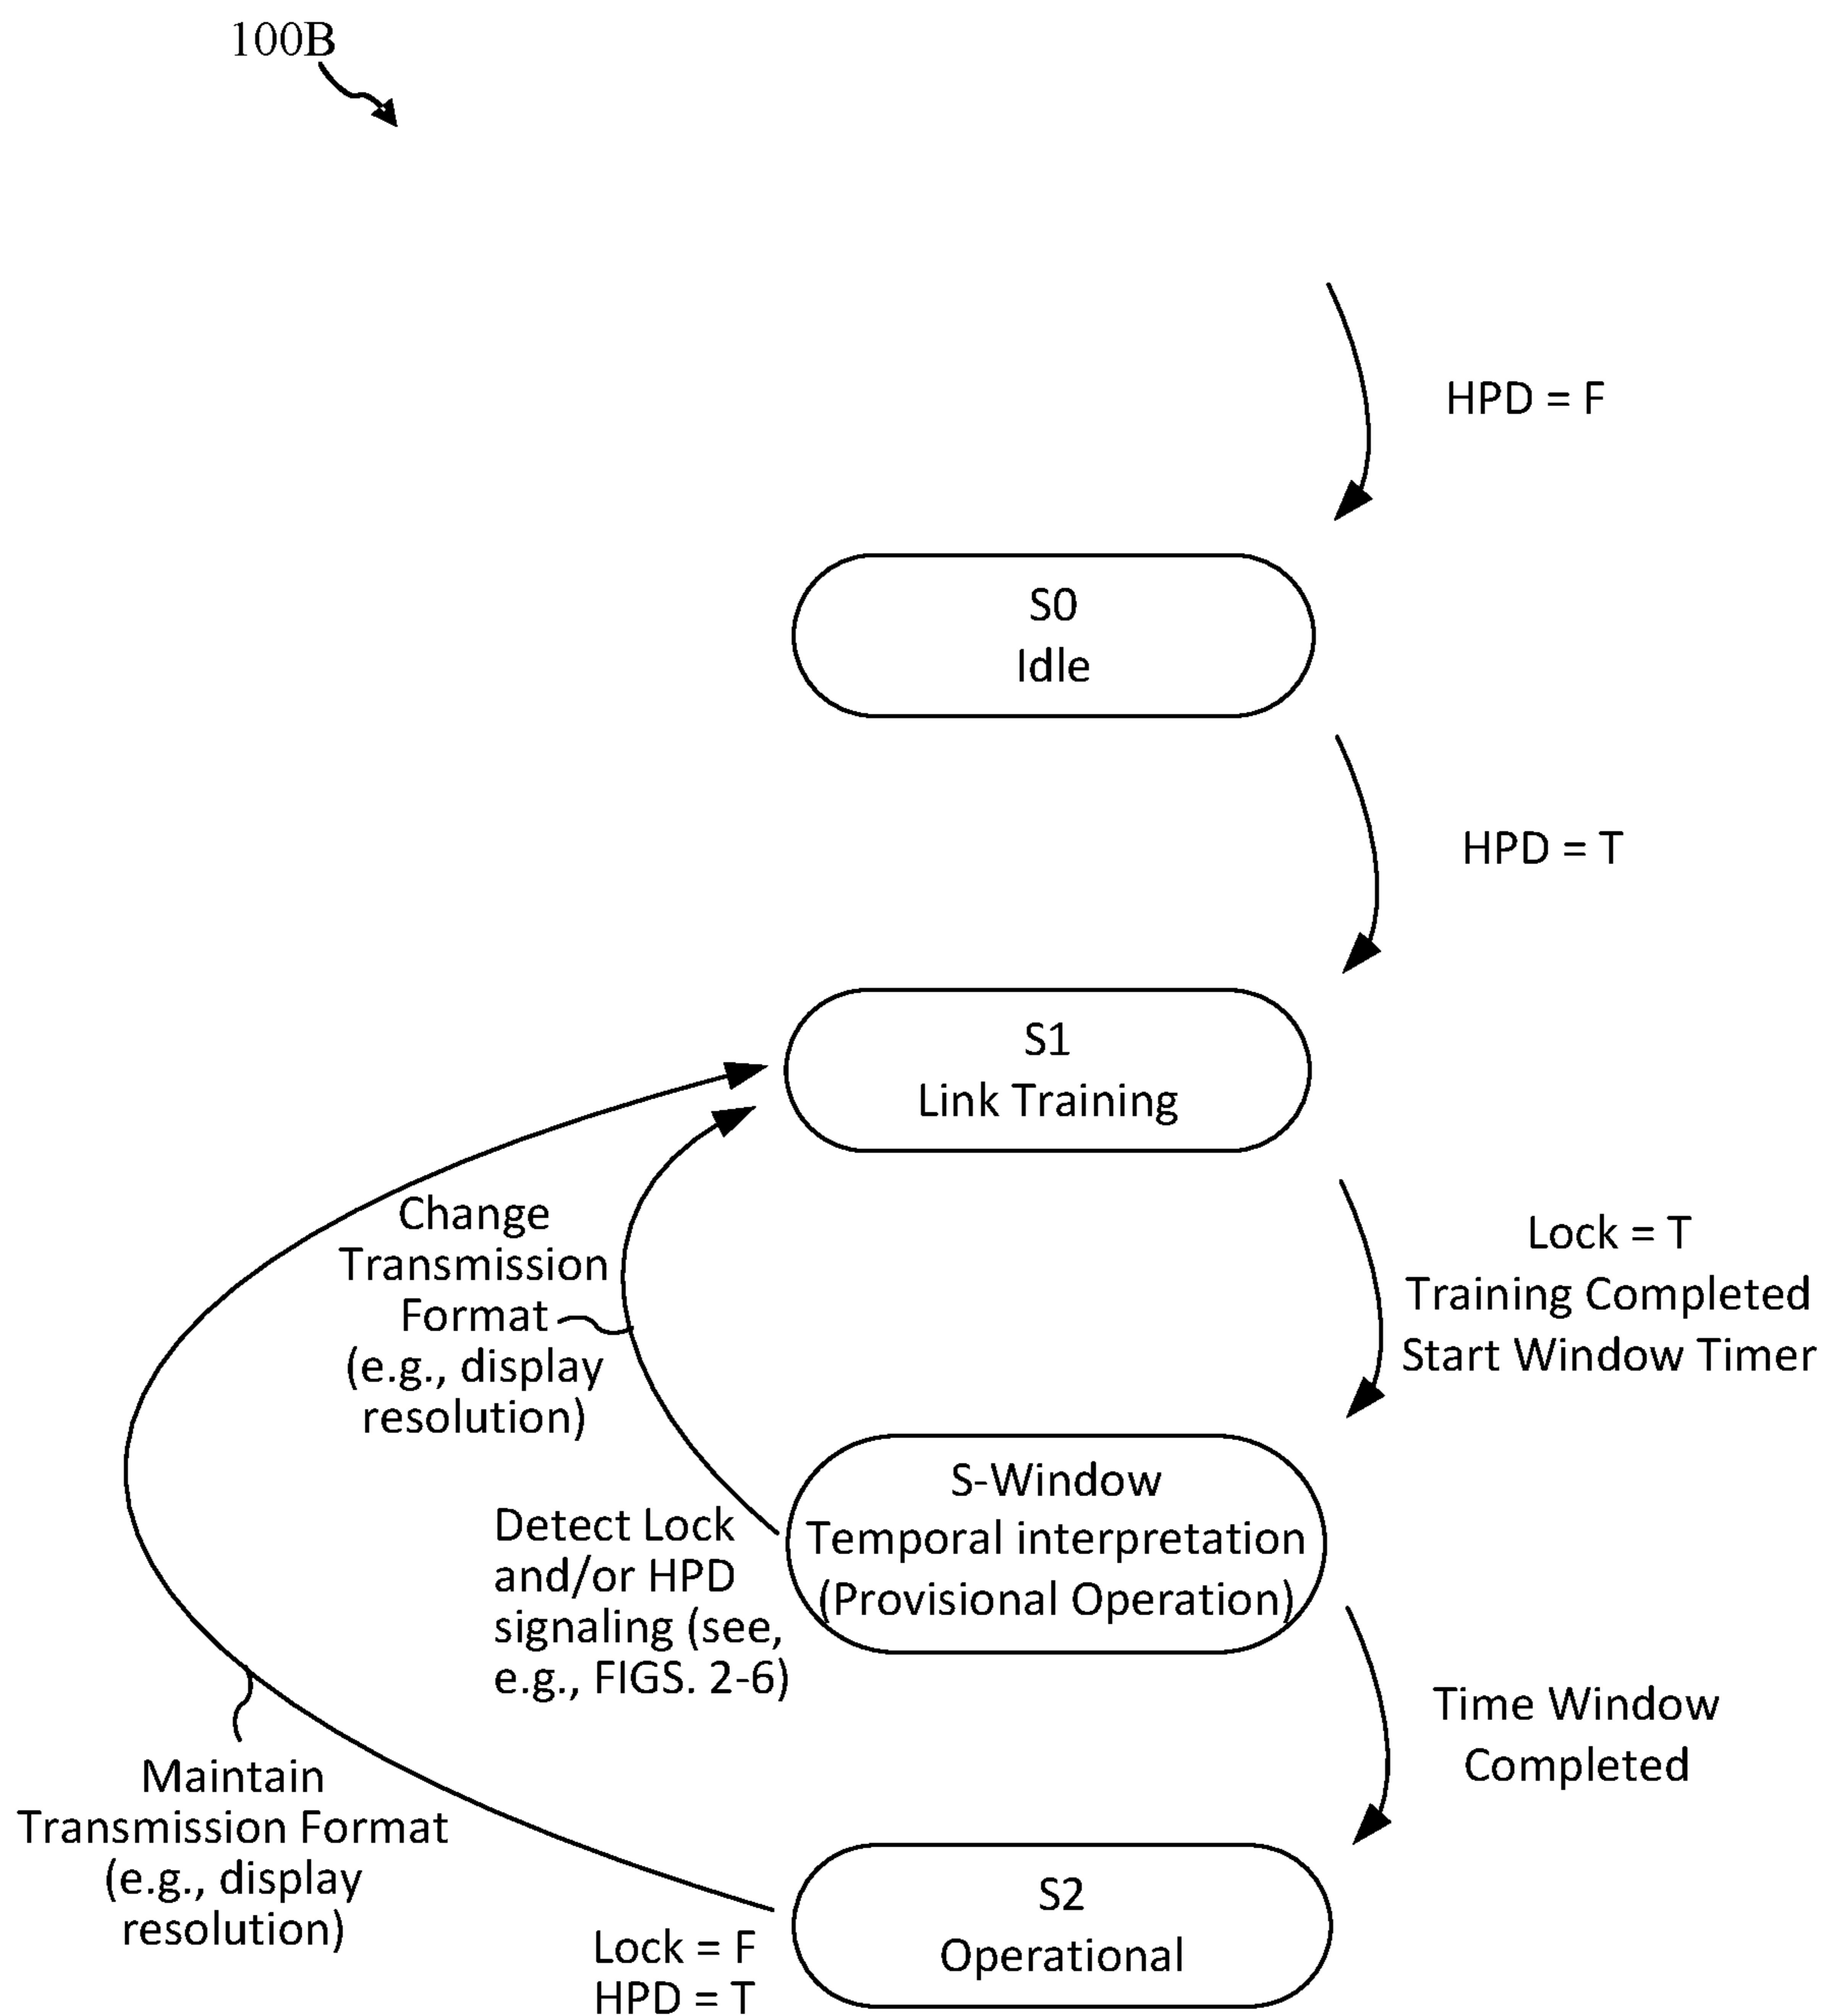 100B
HPD = F
S0
Idle
HPD = T
S1
Link Training
Change
Transmission
Format
(e.g., display
resolution)
Lock = T
Training Completed
Start Window Timer
S-Window
Temporal interpretation
(Provisional Operation)
Detect Lock
and/or HPD
signaling (see,
e.g., FIGS. 2-6)
Time Window
Completed
Maintain
Transmission Format
(e.g., display
resolution)
S2
Operational
Lock = F
HPD = T